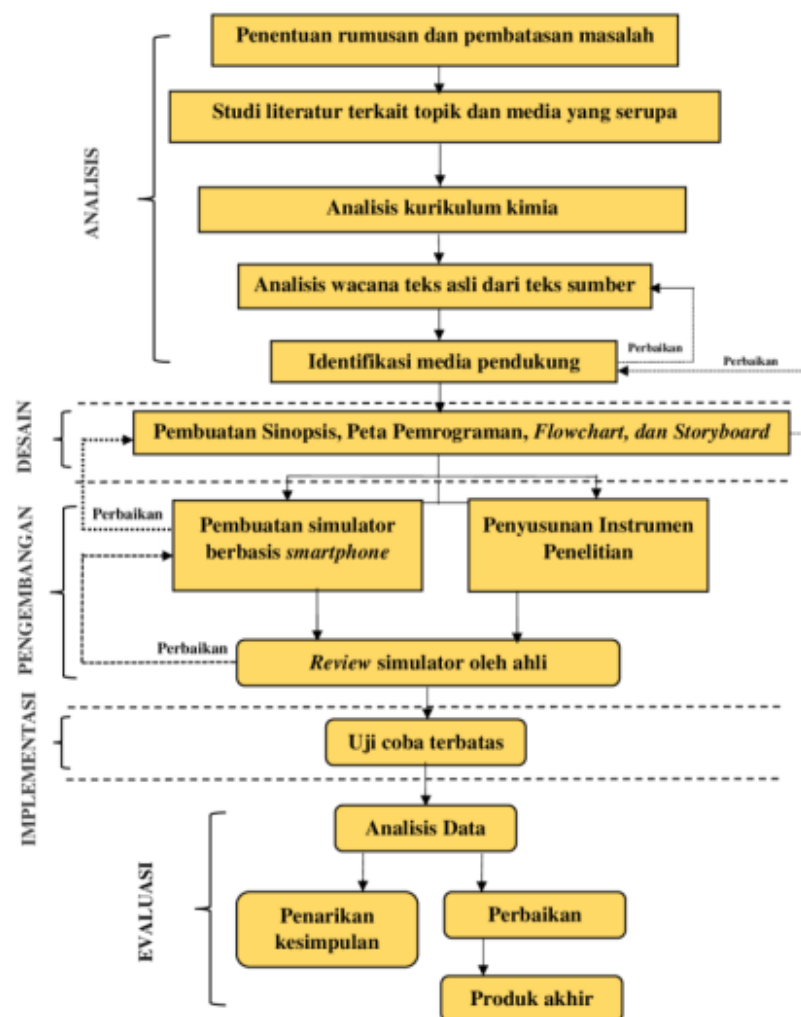 Penentuan rumusan dan pembatasan masalah
Studi literatur terkait topik dan media yang serupa
ANALISIS
Analisis kurikulum kimia
Analisis wacana teks asli dari teks sumber
Perbaikan
Identifikasi media pendukung
Perbaikan
DESAIN
Pembuatan Sinopsis, Peta Pemrograman, Flowchart, dan Storyboard
Perbaikan
PENGEMBANGAN
Pembuatan simulator
berbasis smartphone
Penyusunan Instrumen
Penelitian
Perbaikan
Review simulator oleh ahli
IMPLEMENTASI
Uji coba terbatas
EVALUASI
Analisis Data
Penarikan
kesimpulan
Perbaikan
Produk akhir